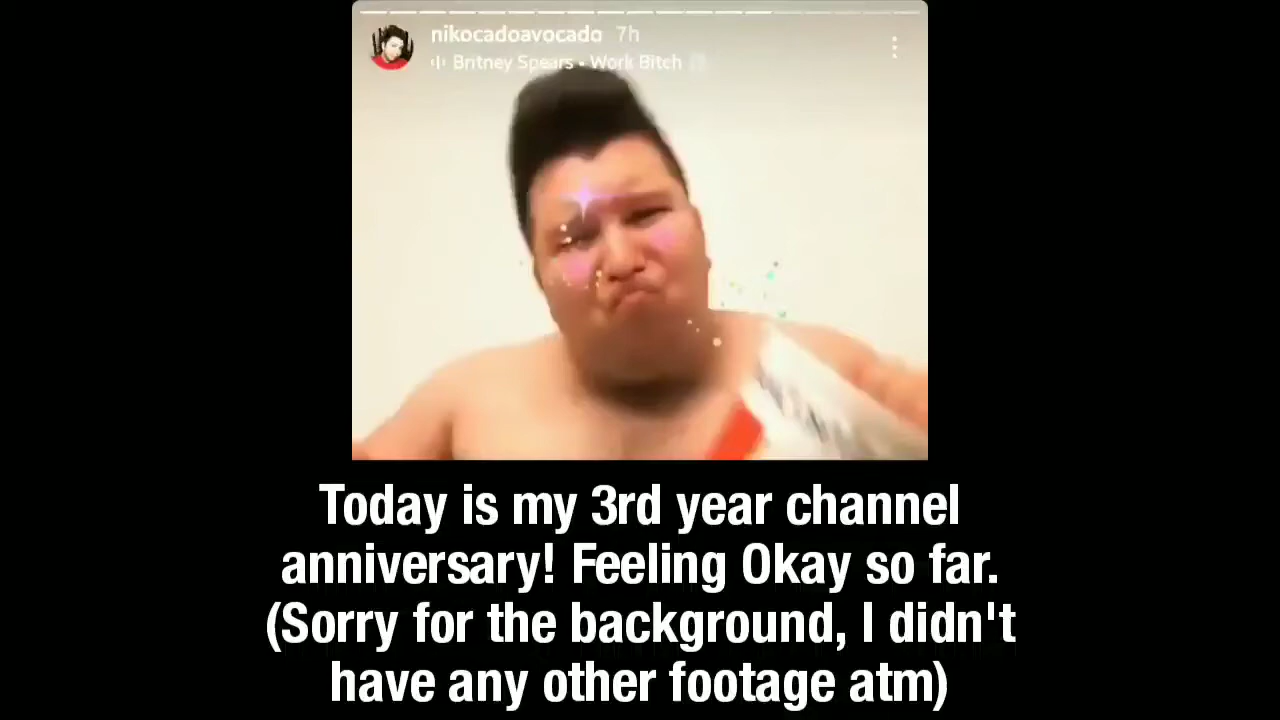 nikocadoavocado 7h
Britney Spears • Work Bitch
Today is my 3rd year channel
anniversary! Feeling Okay so far.
(Sorry for the background, I didn't
have any other footage atm)